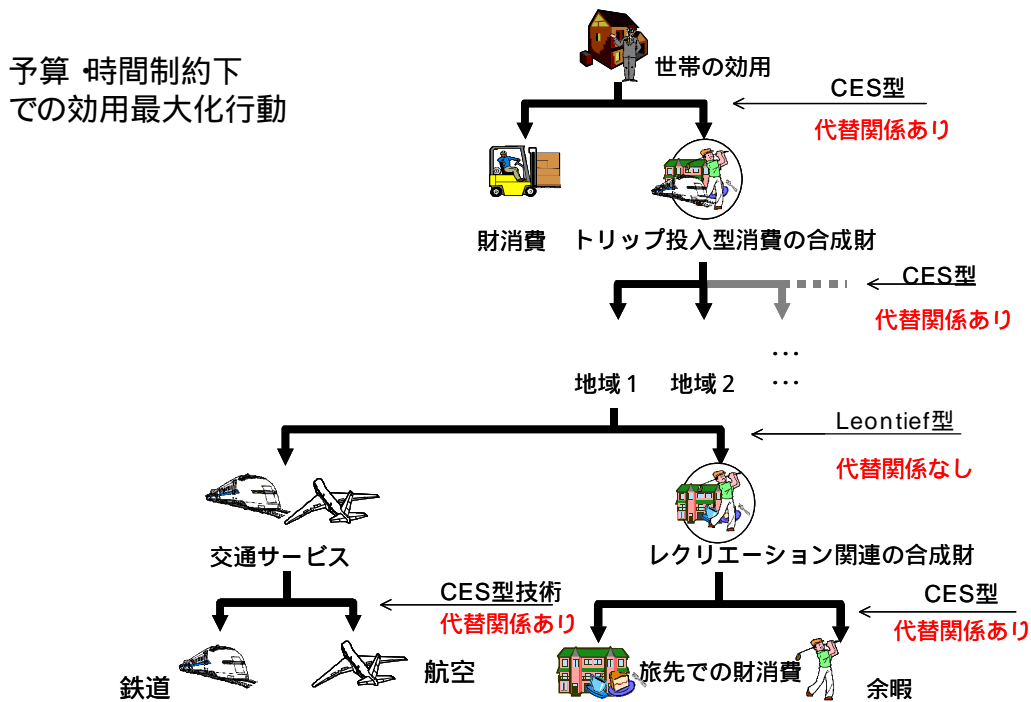 予算・時間制約下
での効用最大化行動
世帯の効用
CES型
代替関係あり
財消費
トリップ投入型消費の合成財
CES型
代替関係あり
…
地域１
地域２
…
Leontief型
代替関係なし
交通サービス
レクリエーション関連の合成財
CES型技術
代替関係あり
CES型
代替関係あり
鉄道
航空
旅先での財消費
余暇